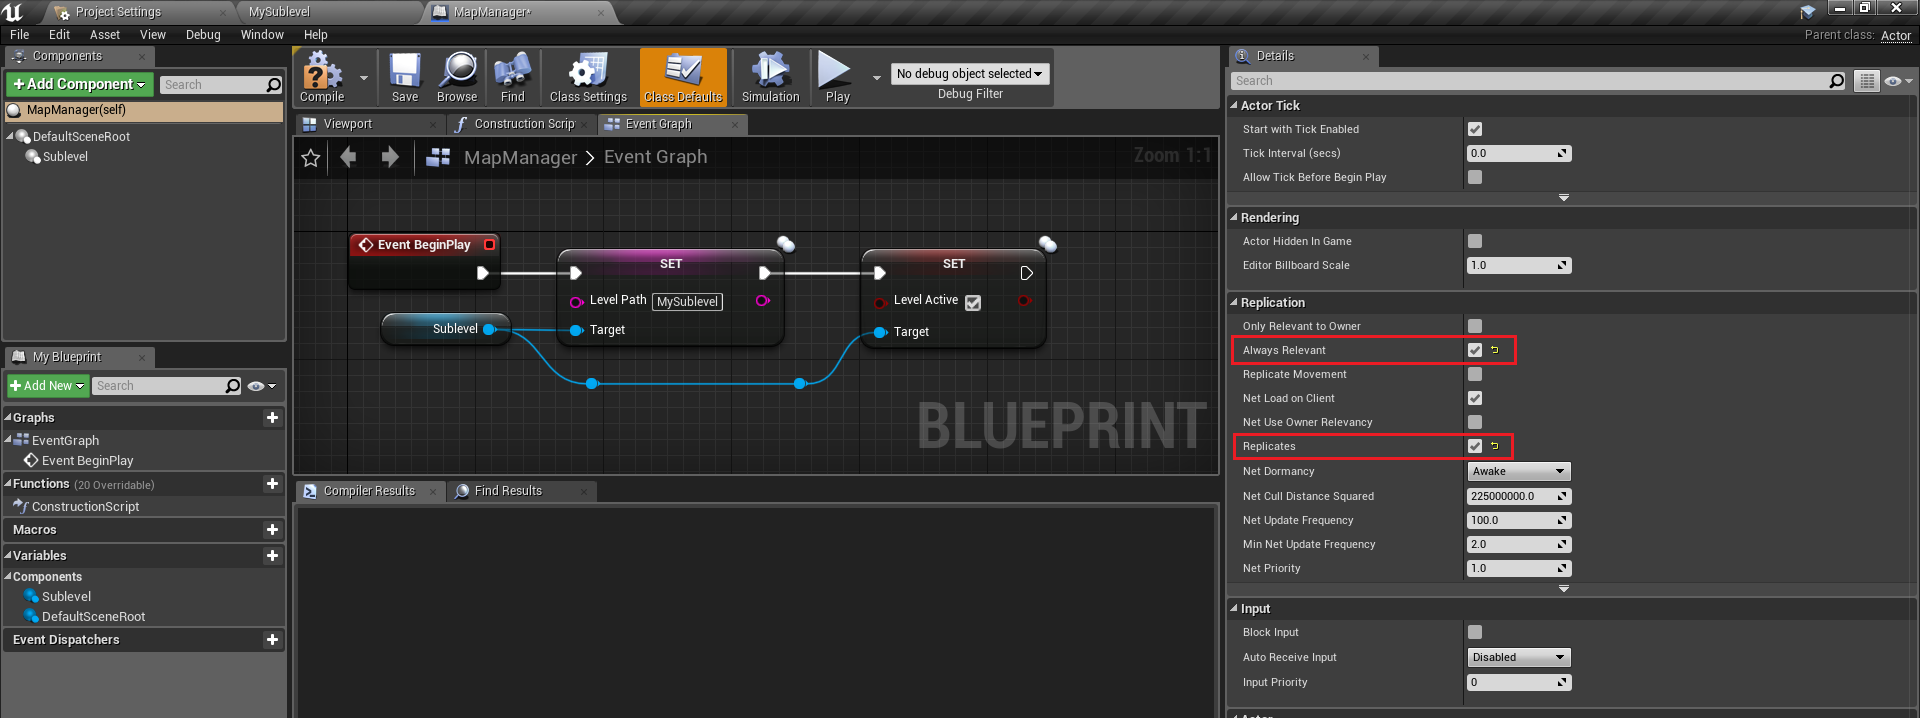 Project Settings
MySublevel
MapManager*
File Edit Asset View Debug Window Help
Parent class: Actor
Components
+ Add Component
Search
MapManager(self)
DefaultSceneRoot
Sublevel
My Blueprint
+ Add New
Search
Graphs
EventGraph
Event BeginPlay
Functions (20 Overridable)
ConstructionScript
Macros
Variables
Components
Sublevel
DefaultSceneRoot
Event Dispatchers
Compile
Save
Browse
Find
Class Settings
Class Defaults
Simulation
Play
No debug object selected
Debug Filter
Viewport
Construction Scrip
Event Graph
MapManager > Event Graph
Zoom 1:1
Event BeginPlay
Sublevel
SET
Level Path MySublevel
Target
SET
Level Active
Target
BLUEPRINT
Compiler Results
Find Results
Details
Search
Actor Tick
Start with Tick Enabled
Tick Interval (secs) 0.0
Allow Tick Before Begin Play
Rendering
Actor Hidden In Game
Editor Billboard Scale 1.0
Replication
Only Relevant to Owner
Always Relevant
Replicate Movement
Net Load on Client
Net Use Owner Relevancy
Replicates
Net Dormancy Awake
Net Cull Distance Squared 225000000.0
Net Update Frequency 100.0
Min Net Update Frequency 2.0
Net Priority 1.0
Input
Block Input
Auto Receive Input Disabled
Input Priority 0